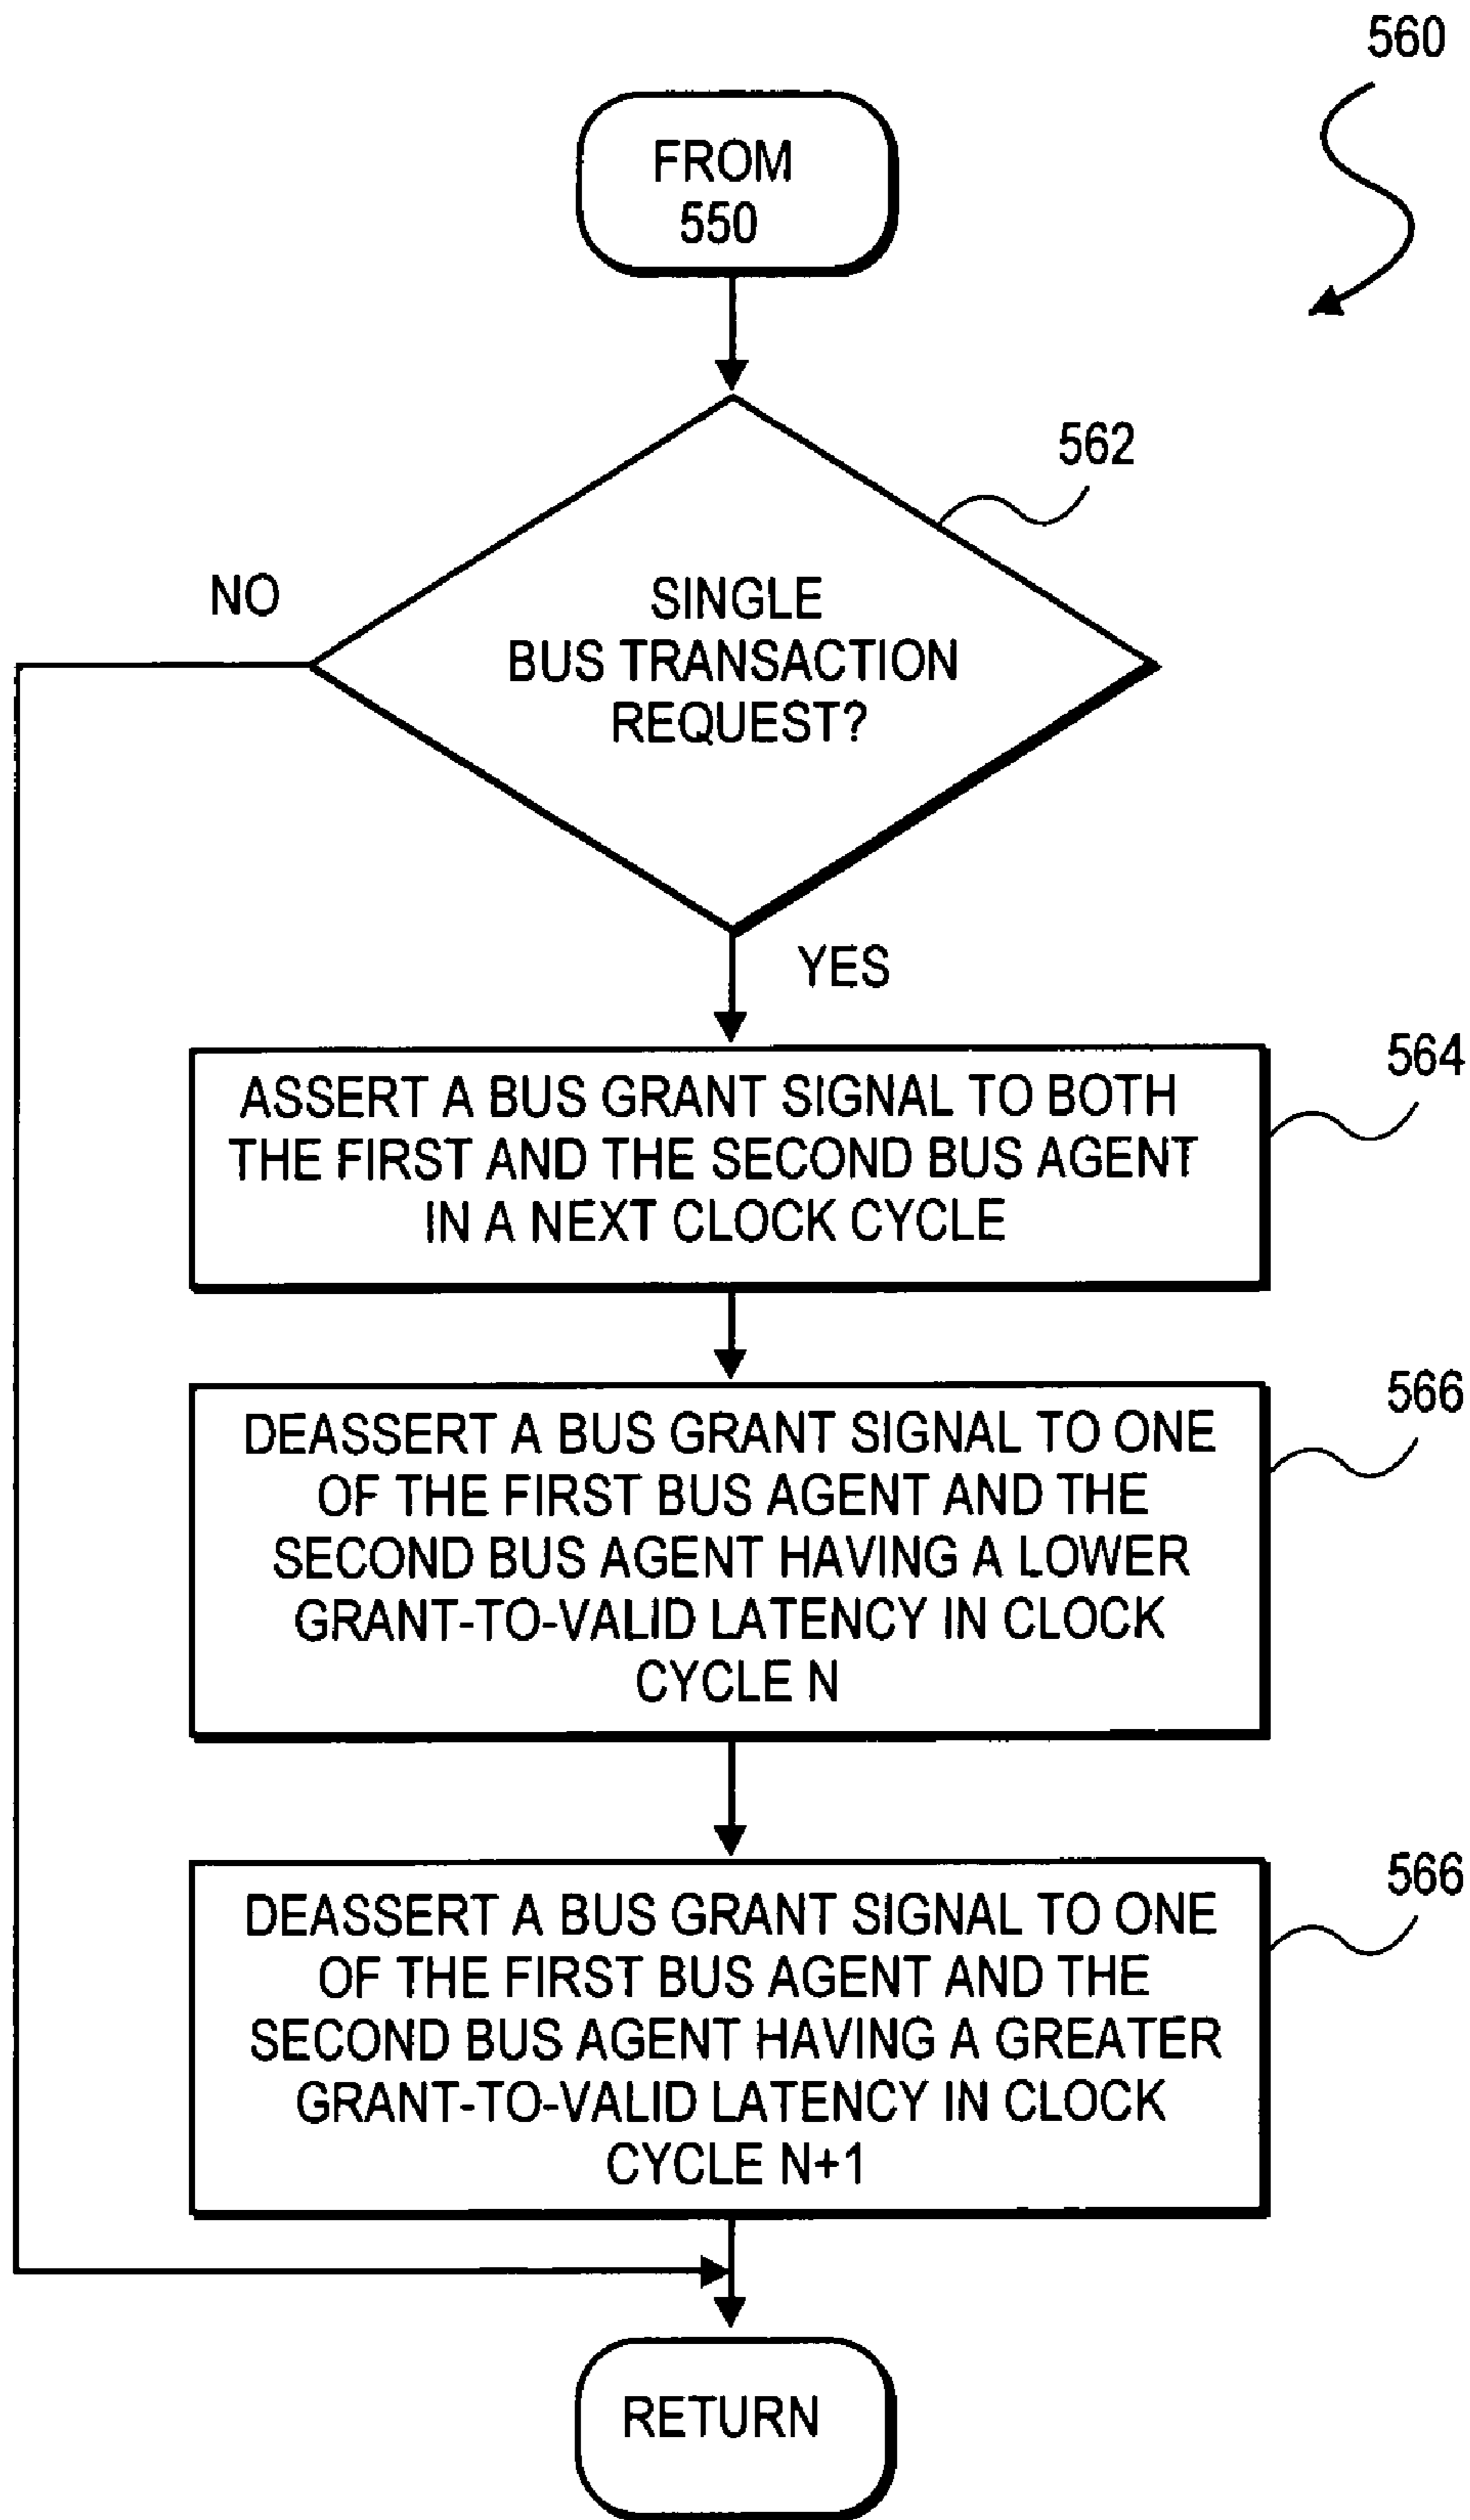 560
FROM
550
562
NO
SINGLE
BUS TRANSACTION
REQUEST?
YES
564
ASSERT A BUS GRANT SIGNAL TO BOTH
THE FIRST AND THE SECOND BUS AGENT
IN A NEXT CLOCK CYCLE
566
DEASSERT A BUS GRANT SIGNAL TO ONE
OF THE FIRST BUS AGENT AND THE
SECOND BUS AGENT HAVING A LOWER
GRANT-TO-VALID LATENCY IN CLOCK
CYCLE N
566
DEASSERT A BUS GRANT SIGNAL TO ONE
OF THE FIRST BUS AGENT AND THE
SECOND BUS AGENT HAVING A GREATER
GRANT-TO-VALID LATENCY IN CLOCK
CYCLE N+1
RETURN